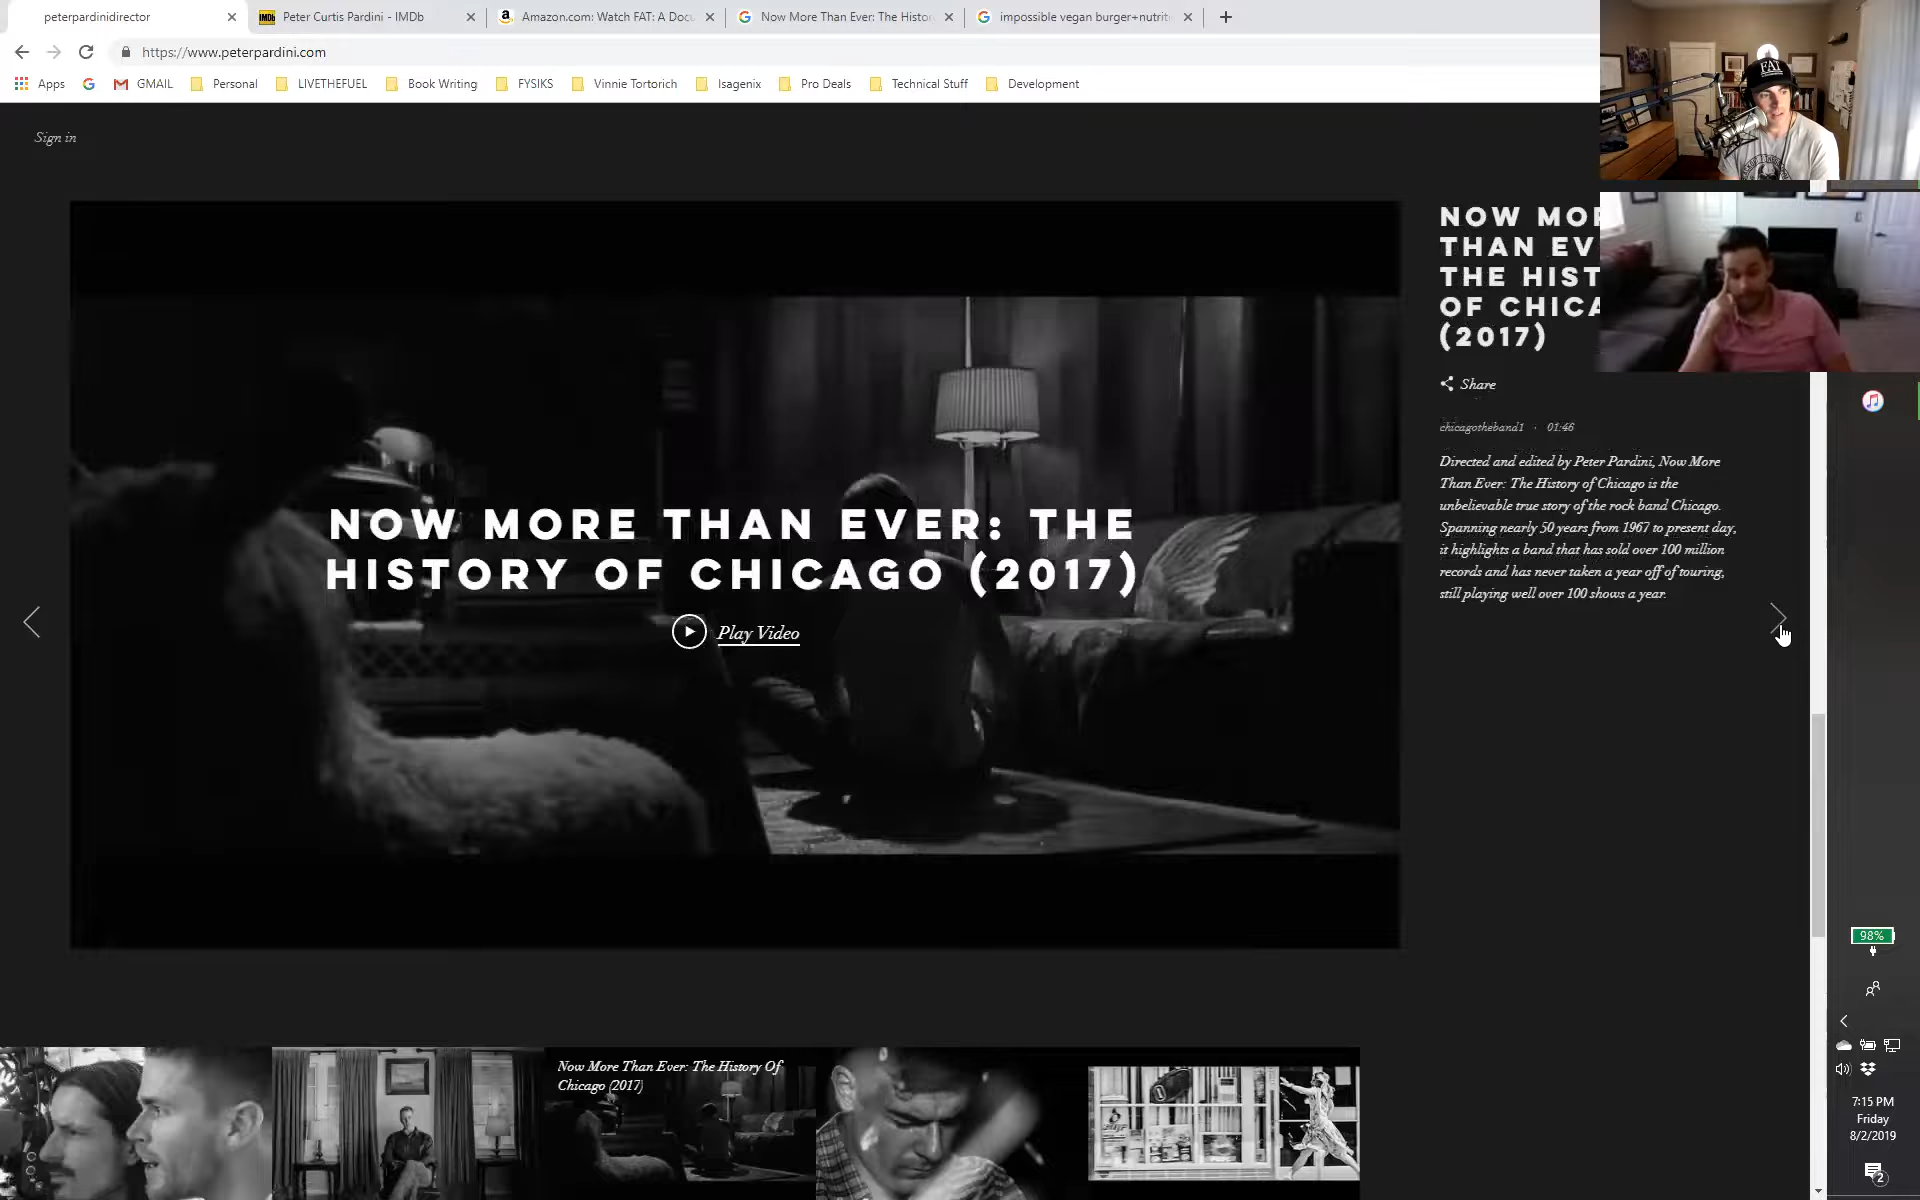 peterpardinidirector
Peter Curtis Pardini - IMDb
Amazon.com: Watch FAT: A Docu
Now More Than Ever: The Histor
impossible vegan burger+nutriti
https://www.peterpardini.com
Apps
GMAIL
Personal
LIVETHEFUEL
Book Writing
FYSIKS
Vinnie Tortorich
Isagenix
Pro Deals
Technical Stuff
Development
Sign in
FAT
NOW MORE THAN EVER: THE
HISTORY OF CHICAGO (2017)
Play Video
NOW MOR
THAN EV
THE HIST
OF CHICA
(2017)
Share
chicagotheband1 · 01:46
Directed and edited by Peter Pardini, Now More
Than Ever: The History of Chicago is the
unbelievable true story of the rock band Chicago.
Spanning nearly 50 years from 1967 to present day,
it highlights a band that has sold over 100 million
records and has never taken a year off of touring,
still playing well over 100 shows a year.
Now More Than Ever: The History Of
Chicago (2017)
98%
7:15 PM
Friday
8/2/2019
2